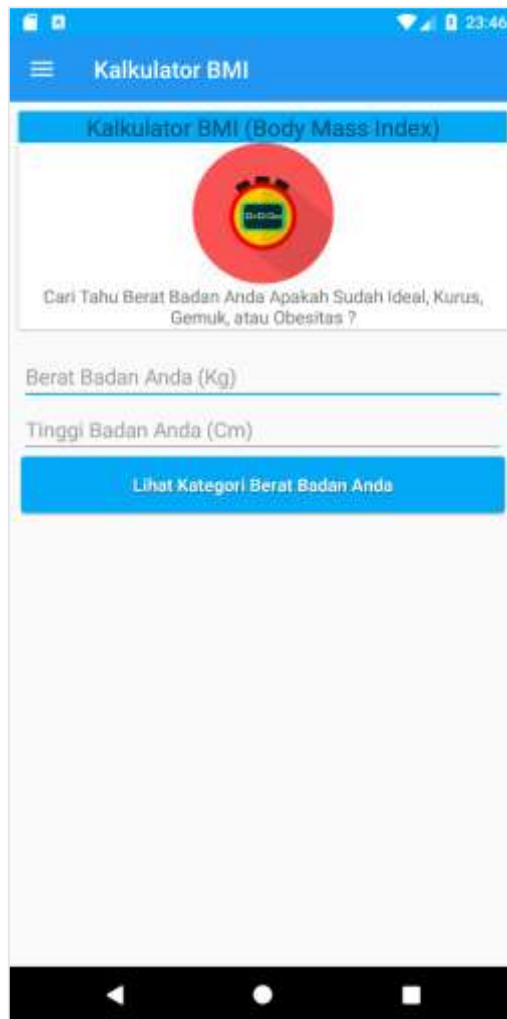 23:46
Kalkulator BMI
Kalkulator BMI (Body Mass Index)
Cari Tahu Berat Badan Anda Apakah Sudah Ideal, Kurus,
Gemuk, atau Obesitas ?
Berat Badan Anda (Kg)
Tinggi Badan Anda (Cm)
Lihat Kategori Berat Badan Anda